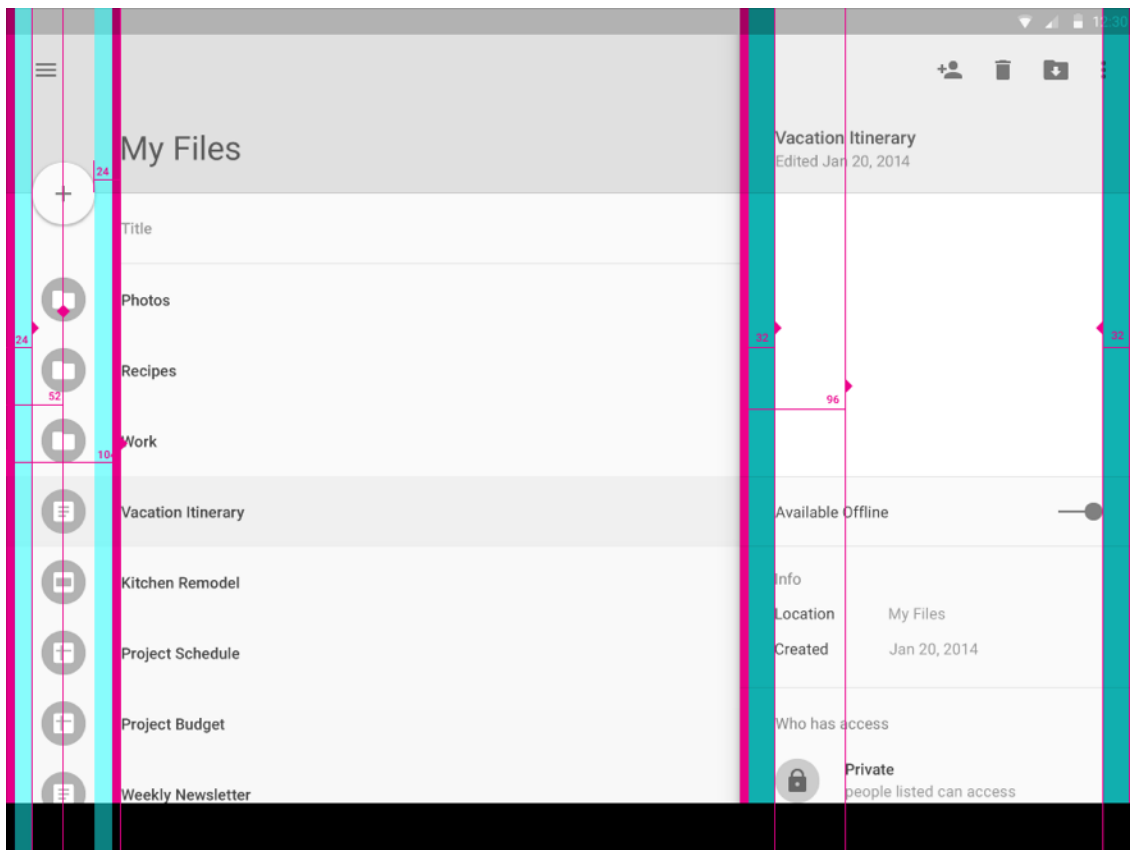 12:30
My Files
24
Title
Photos
24
Recipes
52
Work
104
Vacation Itinerary
Kitchen Remodel
Project Schedule
Project Budget
Weekly Newsletter
Vacation Itinerary
Edited Jan 20, 2014
32
32
96
Available Offline
Info
Location My Files
Created Jan 20, 2014
Who has access
Private
people listed can access